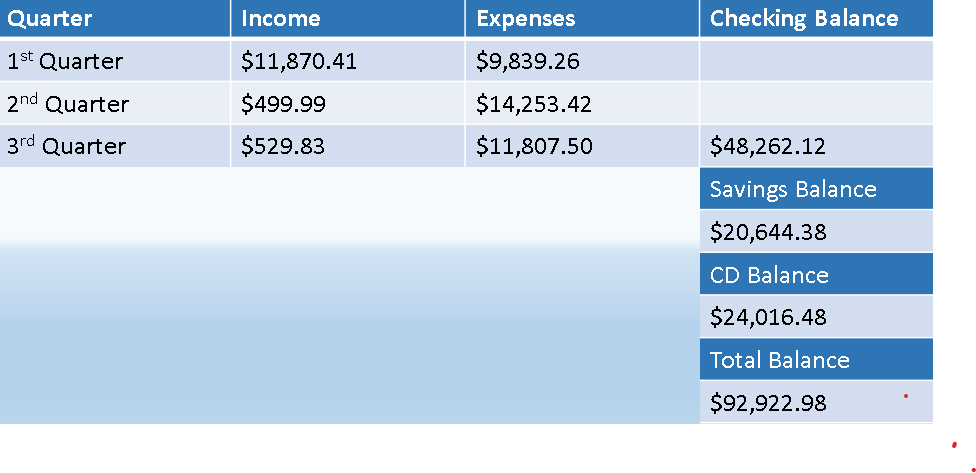 Quarter Income Expenses Checking Balance
1st Quarter $11,870.41 $9,839.26
2nd Quarter $499.99 $14,253.42
3rd Quarter $529.83 $11,807.50 $48,262.12
Savings Balance
$20,644.38
CD Balance
$24,016.48
Total Balance
$92,922.98